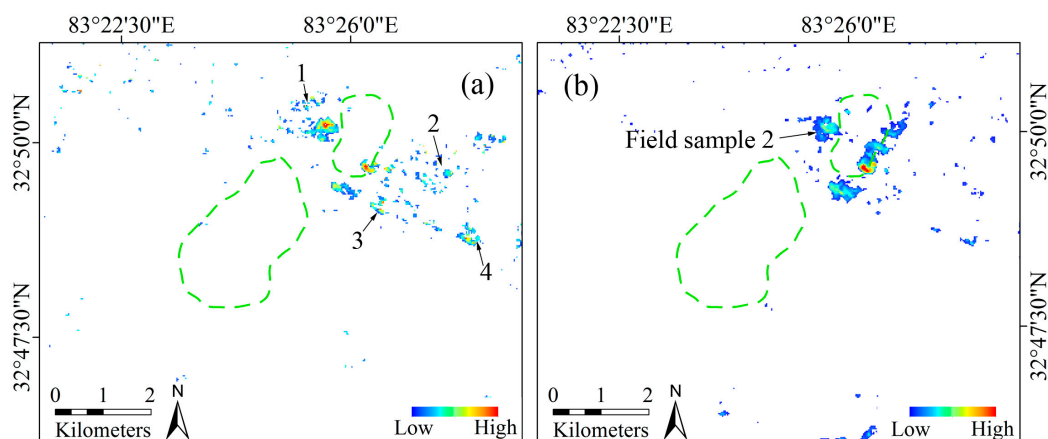 83°22'30"E
83°26'0"E
83°22'30"E
83°26'0"E
(a)
(b)
1
2
3
4
Field sample 2
32°50'0"N
32°47'30"N
32°50'0"N
32°47'30"N
0 1 2
Kilometers
N
Low High
0 1 2
Kilometers
N
Low High